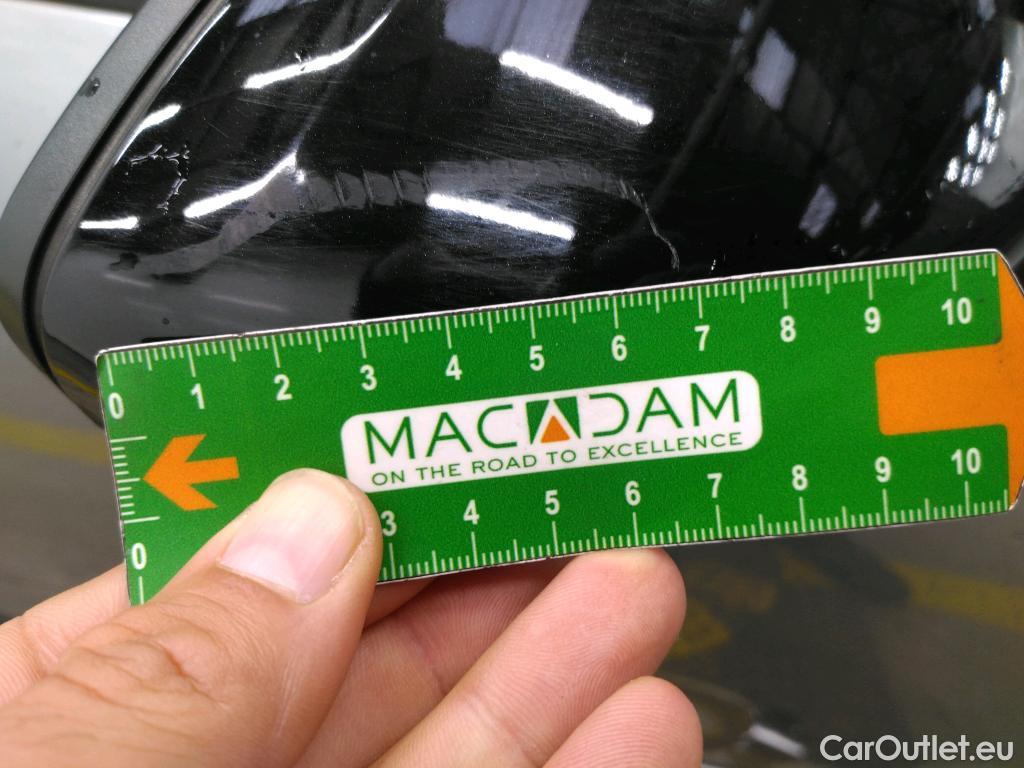 0 1 2 3 4 5 6 7 8 9 10
MACADAM
ON THE ROAD TO EXCELLENCE
0 3 4 5 6 7 8 9 10
CarOutlet.eu